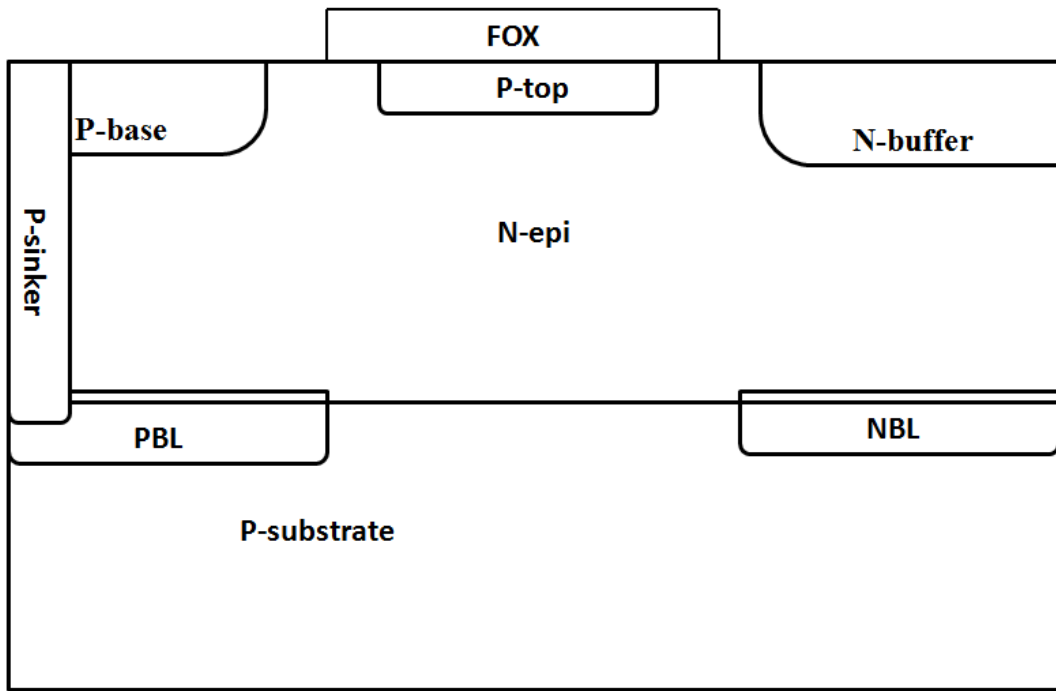 FOX
P-top
P-base
N-buffer
P-sinker
N-epi
PBL
NBL
P-substrate